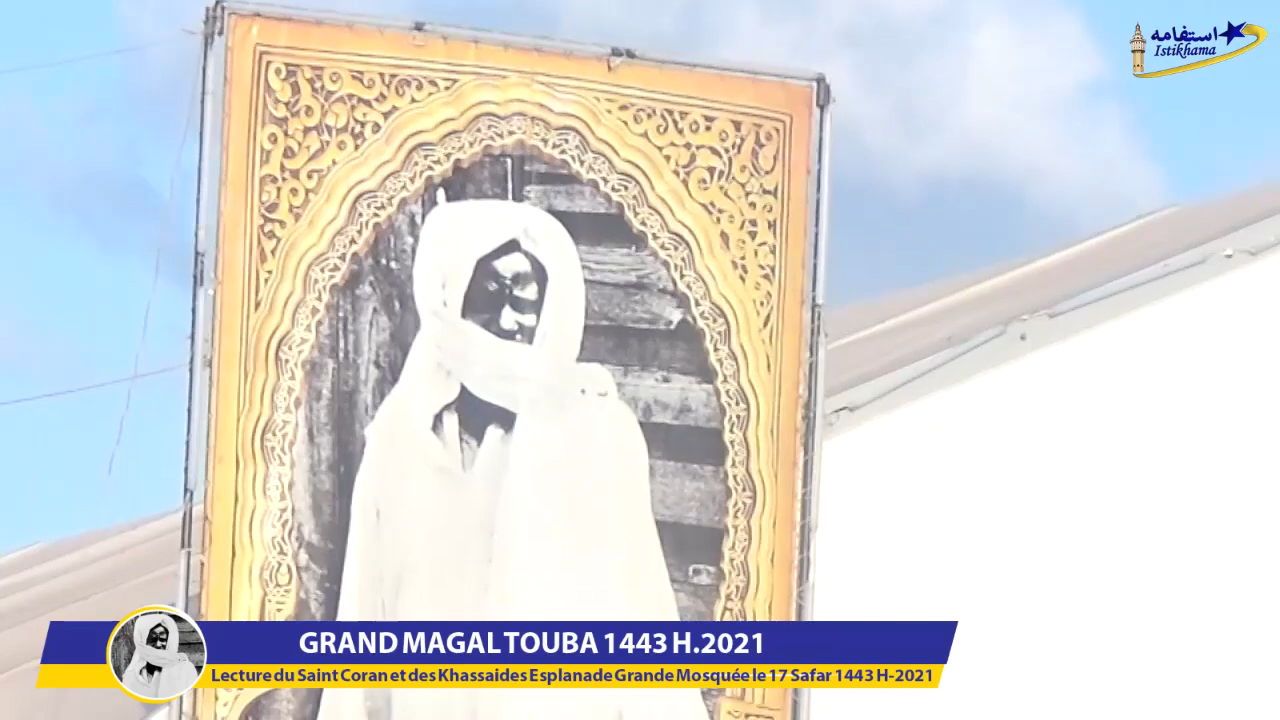 استقامه
Istikhama
GRAND MAGAL TOUBA 1443 H.2021
Lecture du Saint Coran et des Khassaides Esplanade Grande Mosquée le 17 Safar 1443 H-2021